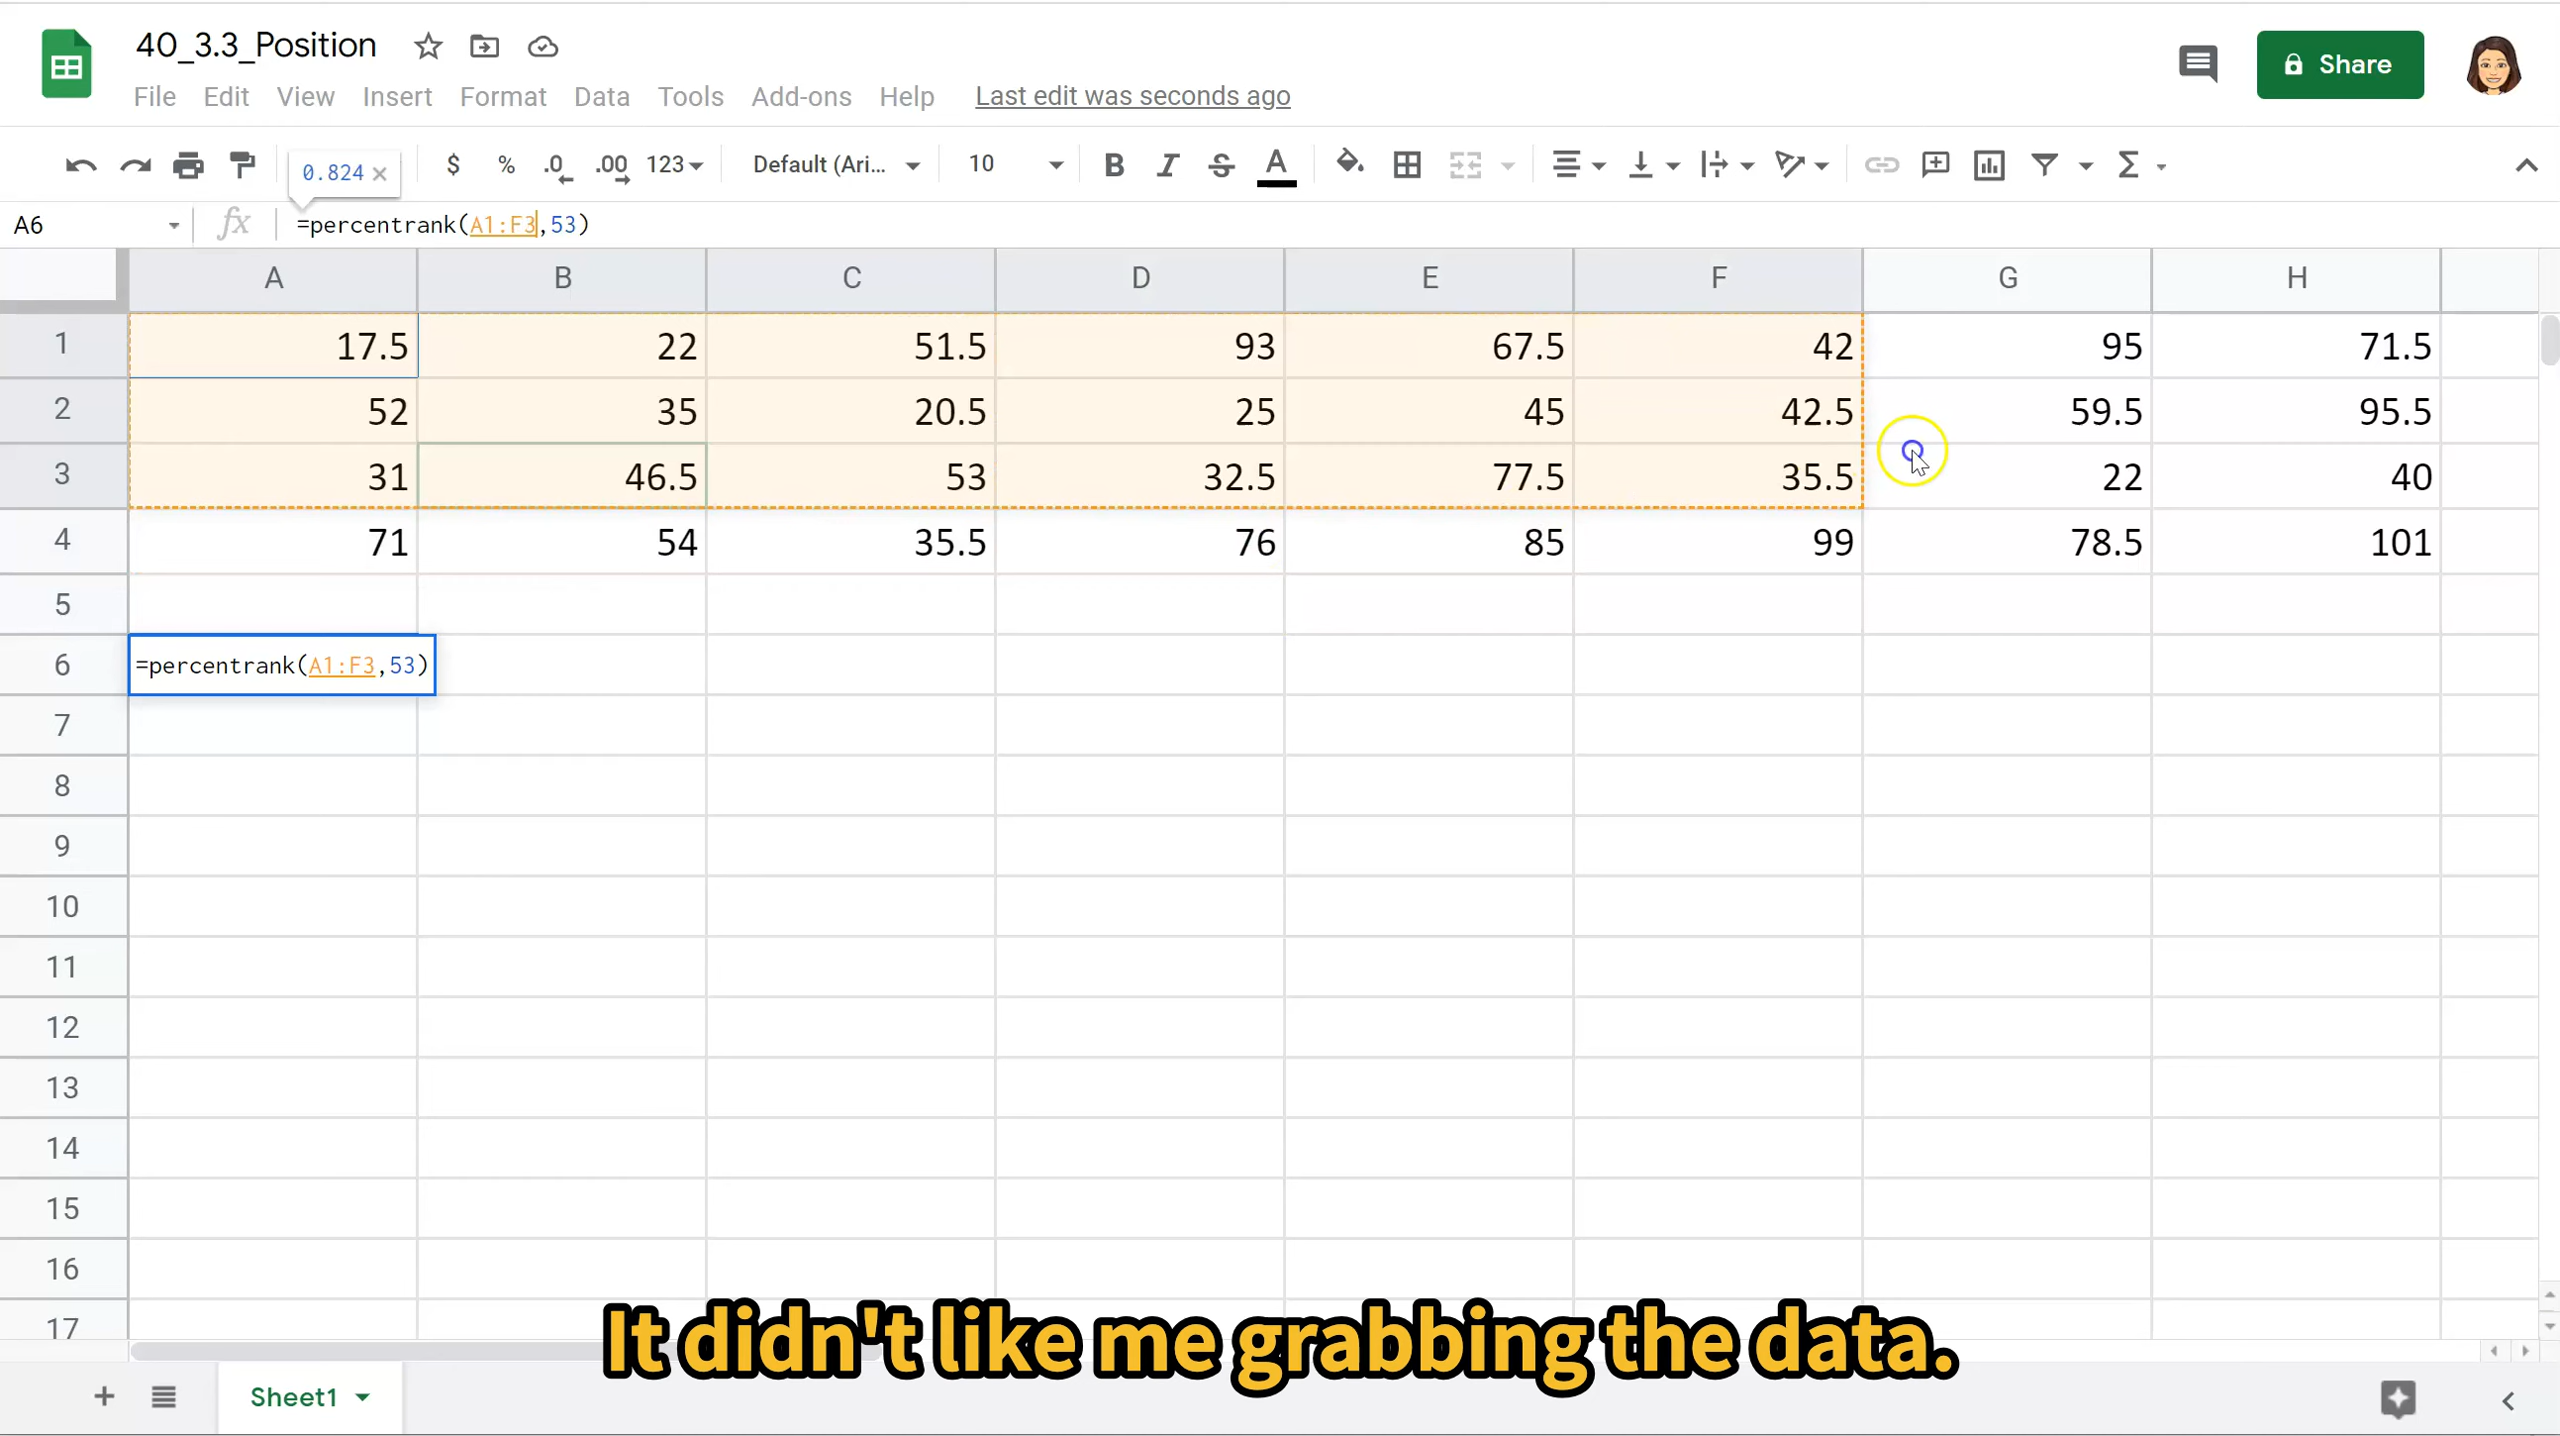 40_3.3_Position
Share
File Edit View Insert Format Data Tools Add-ons Help Last edit was seconds ago
0.824 × $ % .0 .00 123 Default (Ari... 10 B I S A Σ
A6 fx =percentrank(A1:F3,53)
A B C D E F G H
1 17.5 22 51.5 93 67.5 42 95 71.5
2 52 35 20.5 25 45 42.5 59.5 95.5
3 31 46.5 53 32.5 77.5 35.5 22 40
4 71 54 35.5 76 85 99 78.5 101
5
6 =percentrank(A1:F3,53)
7
8
9
10
11
12
13
14
15
16
17
It didn't like me grabbing the data.
Sheet1